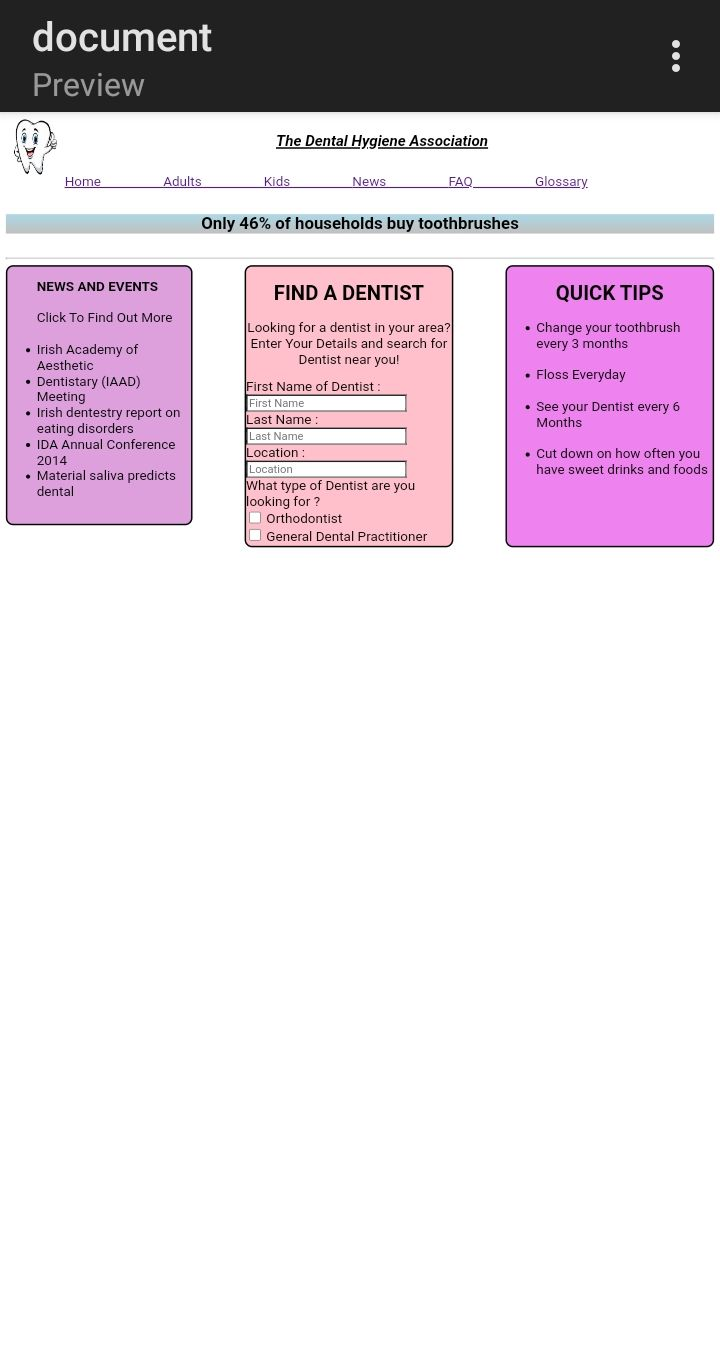 document
Preview
The Dental Hygiene Association
Home Adults Kids News FAQ Glossary
Only 46% of households buy toothbrushes
NEWS AND EVENTS
Click To Find Out More
Irish Academy of
Aesthetic
Dentistary (IAAD)
Meeting
Irish dentestry report on
eating disorders
IDA Annual Conference
2014
Material saliva predicts
dental
FIND A DENTIST
Looking for a dentist in your area?
Enter Your Details and search for
Dentist near you!
First Name of Dentist :
First Name
Last Name :
Last Name
Location :
Location
What type of Dentist are you
looking for ?
Orthodontist
General Dental Practitioner
QUICK TIPS
Change your toothbrush
every 3 months
Floss Everyday
See your Dentist every 6
Months
Cut down on how often you
have sweet drinks and foods